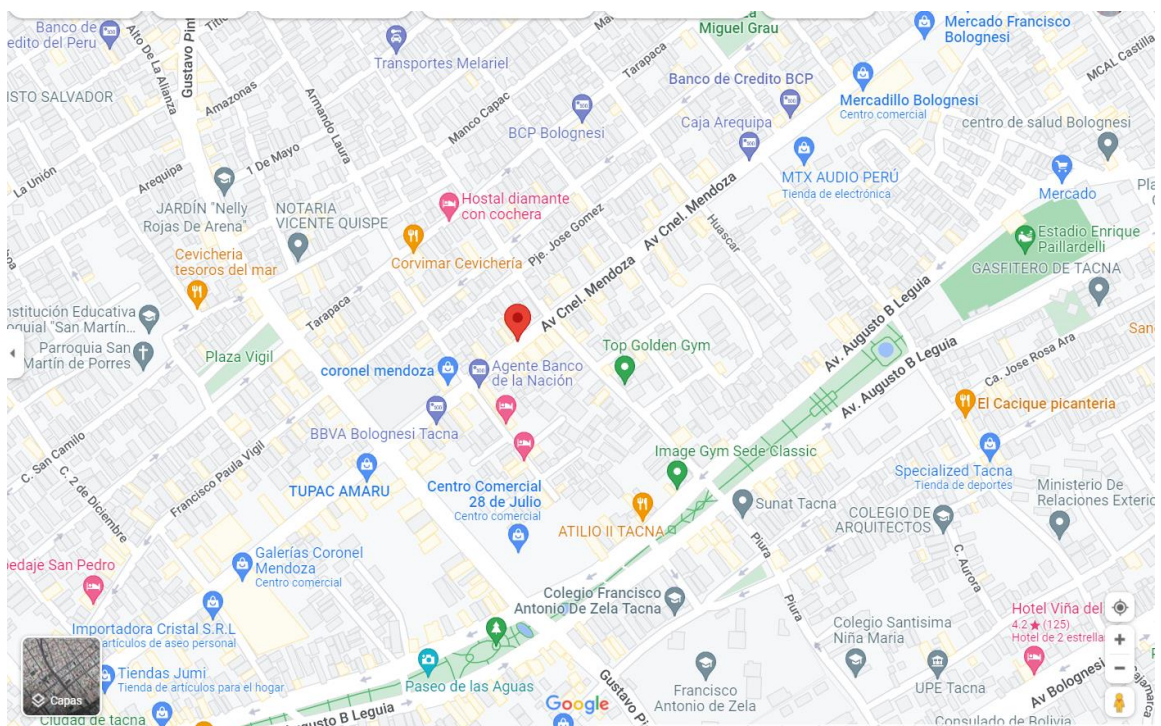 Banco de
edito del Peru
Alto De La Alianza
Gustavo Pint
Transportes Melariel
Miguel Grau
Tarapaca
Mercado Francisco
Bolognesi
MCAL Castilla
Banco de Credito BCP
Mercadillo Bolognesi
Centro comercial
ISTO SALVADOR
Amazonas
Armando Laura
Manco Capac
BCP Bolognesi
Caja Arequipa
centro de salud Bolognesi
La Unión
Arequipa
1 De Mayo
MTX AUDIO PERÚ
Tienda de electrónica
Mercado
JARDÍN "Nelly
Rojas De Arena"
NOTARIA
VICENTE QUISPE
Hostal diamante
con cochera
Pje. Jose Gomez
Av Cnel. Mendoza
Huascar
Estadio Enrique
Paillardelli
Cevicheria
tesoros del mar
Corvimar Cevichería
Av Cnel. Mendoza
GASFITERO DE TACNA
nstitución Educativa
oquial "San Martín...
Tarapaca
Av Cnel. Mendoza
Av. Augusto B Leguia
Parroquia San
Martín de Porres
Plaza Vigil
coronel mendoza
Agente Banco
de la Nación
Top Golden Gym
Av. Augusto B Leguia
Ca. Jose Rosa Ara
San
El Cacique picanteria
BBVA Bolognesi Tacna
C. San Camilo
C. 2 de Diciembre
Francisco Paula Vigil
TUPAC AMARU
Centro Comercial
28 de Julio
Centro comercial
Image Gym Sede Classic
Specialized Tacna
Tienda de deportes
Ministerio De
Relaciones Exterio
Sunat Tacna
ATILIO II TACNA
COLEGIO DE
ARQUITECTOS
Piura
C. Aurora
edaje San Pedro
Galerías Coronel
Mendoza
Centro comercial
Colegio Francisco
Antonio De Zela Tacna
Piura
Importadora Cristal S.R.L
artículos de aseo personal
Colegio Santisima
Niña Maria
Hotel Viña del
4.2 ★ (125)
Hotel de 2 estrella
Tiendas Jumi
Tienda de artículos para el hogar
Capas
Paseo de las Aguas
Google
Gustavo P
Francisco
Antonio de Zela
UPE Tacna
Av Bolognesi
Cajamarca
Ciudad de tacna
Augusto B Leguia
Consulado de Bolivia